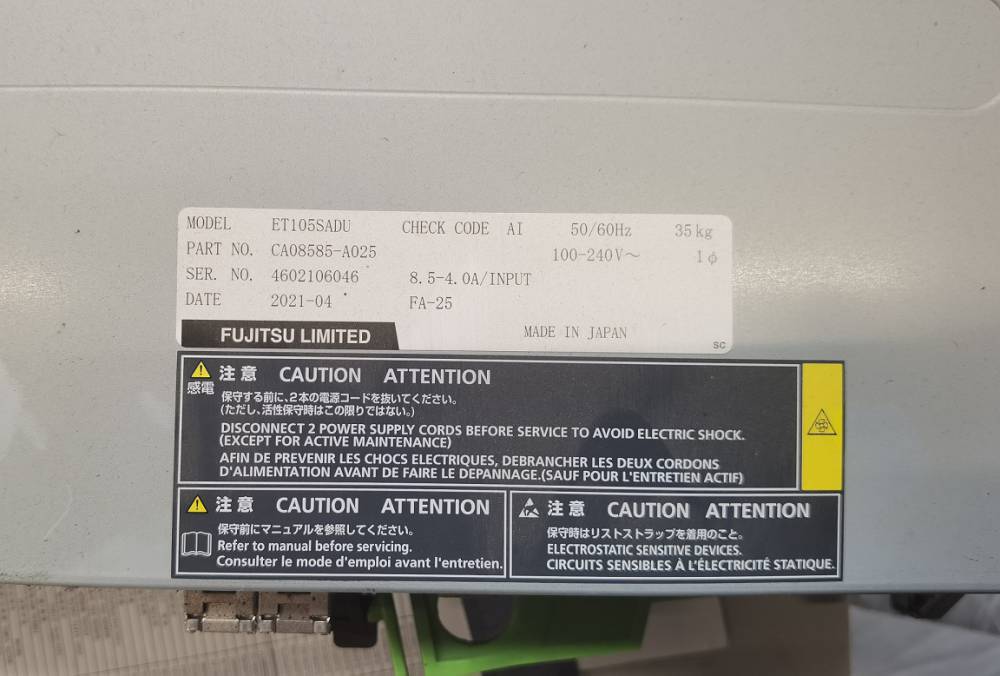 MODEL ET105SADU CHECK CODE AI 50/60Hz 35kg
PART NO. CA08585-A025 100-240V～ 1φ
SER. NO. 4602106046 8.5-4.0A/INPUT
DATE 2021-04 FA-25
FUJITSU LIMITED MADE IN JAPAN SC
感電 注意 CAUTION ATTENTION
保守する前に、2本の電源コードを抜いてください。
(ただし、活性保守時はこの限りではない。)
DISCONNECT 2 POWER SUPPLY CORDS BEFORE SERVICE TO AVOID ELECTRIC SHOCK.
(EXCEPT FOR ACTIVE MAINTENANCE)
AFIN DE PREVENIR LES CHOCS ELECTRIQUES, DEBRANCHER LES DEUX CORDONS
D'ALIMENTATION AVANT DE FAIRE LE DEPANNAGE.(SAUF POUR L'ENTRETIEN ACTIF)
注意 CAUTION ATTENTION
保守前にマニュアルを参照してください。
Refer to manual before servicing.
Consulter le mode d'emploi avant l'entretien.
注意 CAUTION ATTENTION
保守時はリストストラップを着用のこと。
ELECTROSTATIC SENSITIVE DEVICES.
CIRCUITS SENSIBLES À L'ÉLECTRICITÉ STATIQUE.